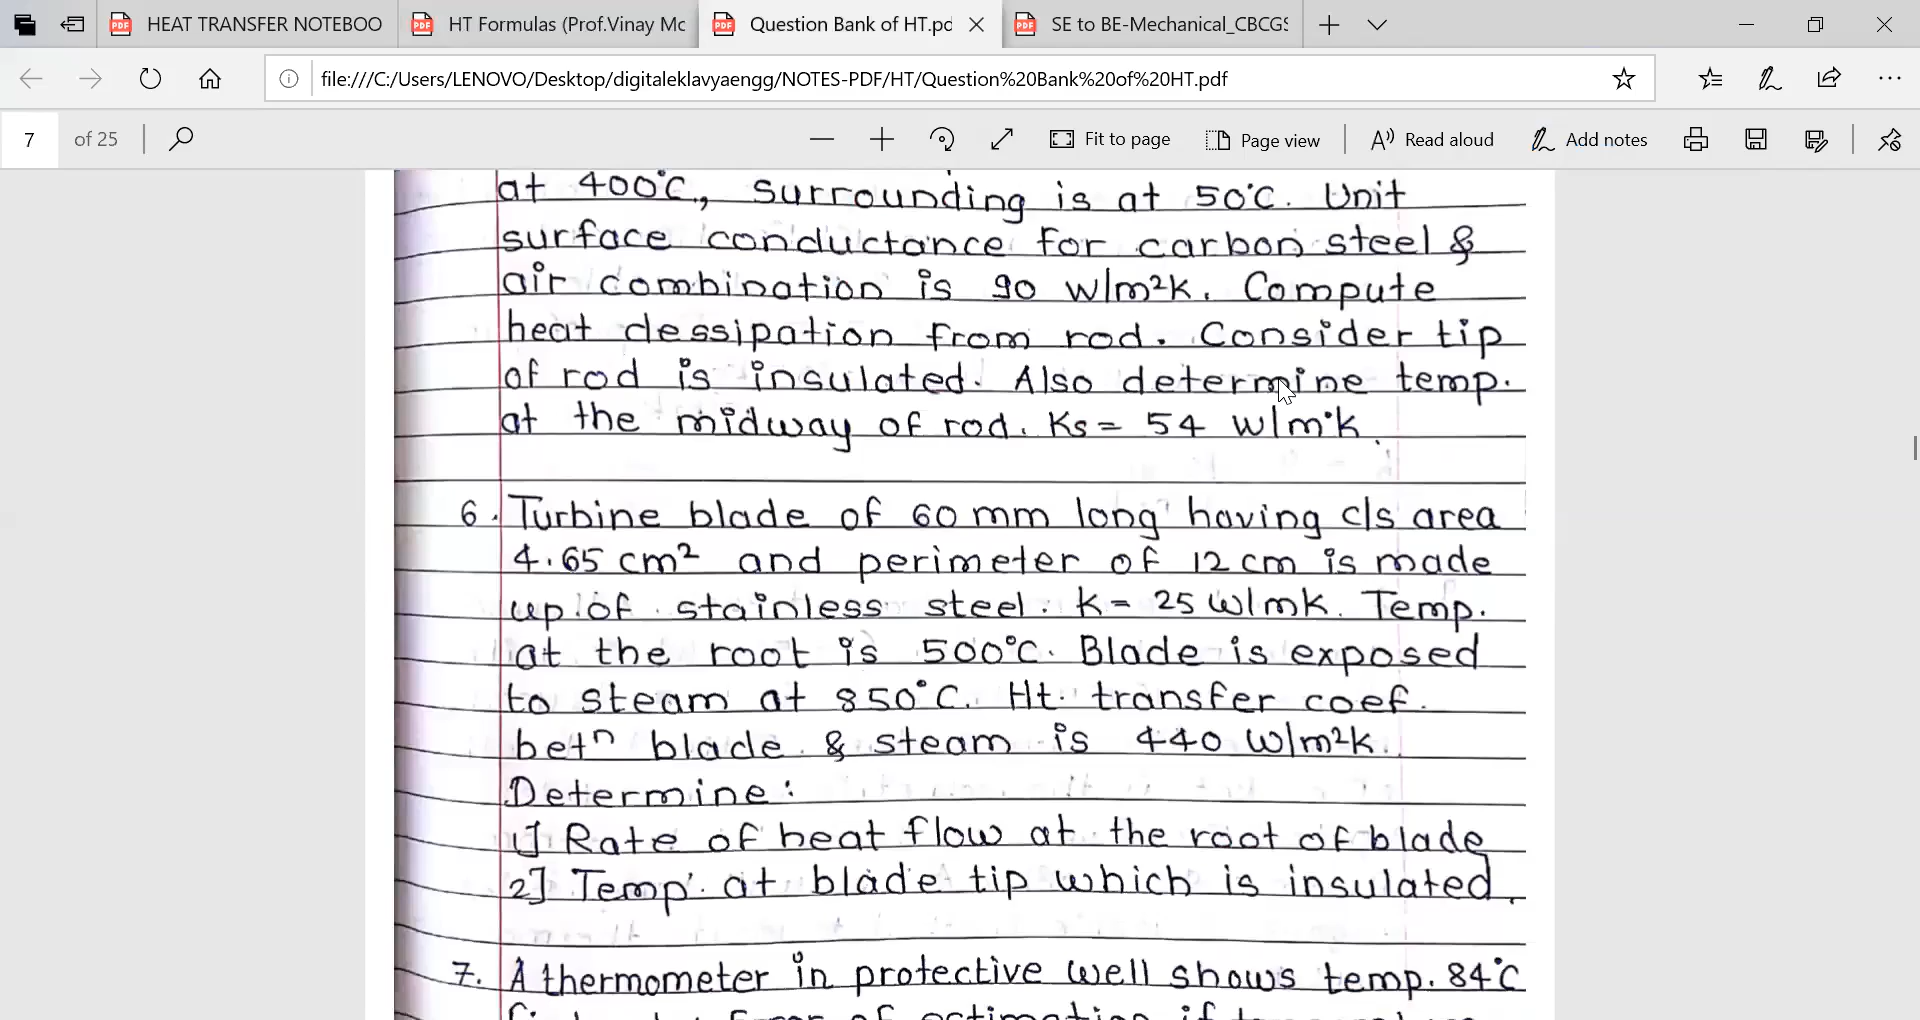 HEAT TRANSFER NOTEBOO
HT Formulas (Prof.Vinay Mc
Question Bank of HT.pd
SE to BE-Mechanical_CBCGS
file:///C:/Users/LENOVO/Desktop/digitaleklavyaengg/NOTES-PDF/HT/Question%20Bank%20of%20HT.pdf
7 of 25
Fit to page
Page view
Read aloud
Add notes
at 400°C., surrounding is at 50°C. Unit
surface conductance for carbon steel &
air combination is 90 W/m²k. Compute
heat dessipation from rod. Consider tip
of rod is insulated. Also determine temp.
at the midway of rod. Ks = 54 W/m°k.
6. Turbine blade of 60 mm long having c/s area
4.65 cm² and perimeter of 12 cm is made
up of stainless steel. K = 25 W/mK. Temp.
at the root is 500°C. Blade is exposed
to steam at 850°C. Ht. transfer coef.
betⁿ blade & steam is 440 W/m²k.
Determine:
1] Rate of heat flow at the root of blade
2] Temp. at blade tip which is insulated.
7. A thermometer in protective well shows temp. 84°C